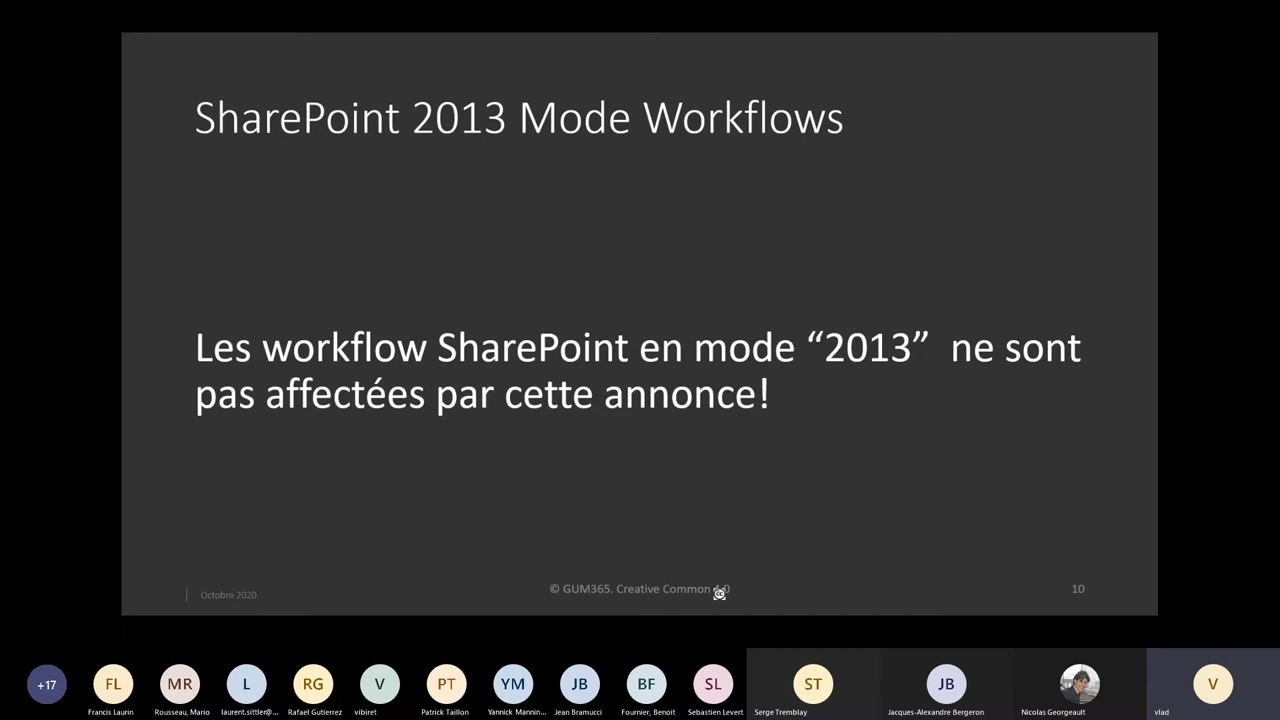 SharePoint 2013 Mode Workflows
Les workflow SharePoint en mode “2013” ne sont
pas affectées par cette annonce!
Octobre 2020
© GUM365. Creative Common
10
+17
FL
MR
L
RG
V
PT
YM
JB
BF
SL
ST
JB
V
Francis Laurin
Rousseau, Mario
laurent.sittler@...
Rafael Gutierrez
vibiret
Patrick Taillon
Yannick Mannin...
Jean Bramucci
Fournier, Benoit
Sebastien Levert
Serge Tremblay
Jacques-Alexandre Bergeron
Nicolas Georgeault
vlad